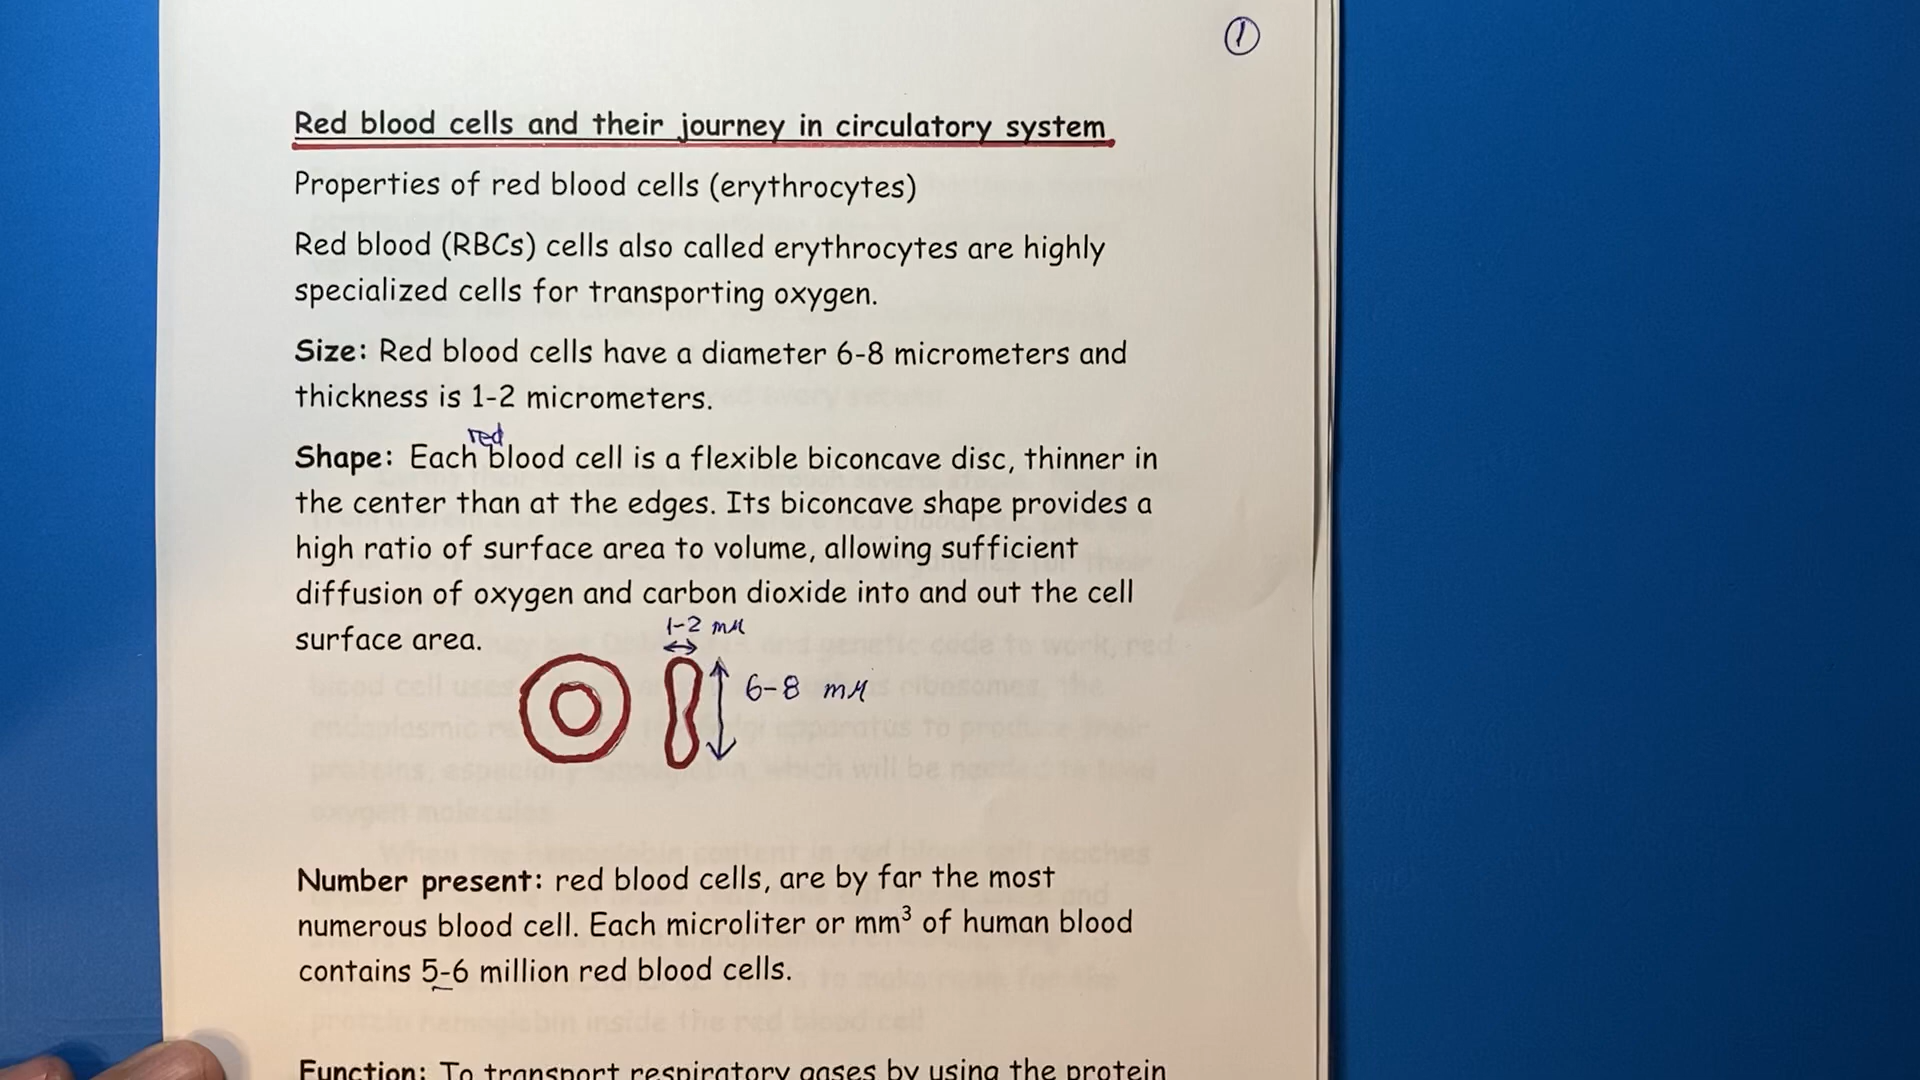 1
Red blood cells and their journey in circulatory system
Properties of red blood cells (erythrocytes)
Red blood (RBCs) cells also called erythrocytes are highly
specialized cells for transporting oxygen.
Size: Red blood cells have a diameter 6-8 micrometers and
thickness is 1-2 micrometers.
red
Shape: Each blood cell is a flexible biconcave disc, thinner in
the center than at the edges. Its biconcave shape provides a
high ratio of surface area to volume, allowing sufficient
diffusion of oxygen and carbon dioxide into and out the cell
surface area.
1-2 mM
6-8 mM
Number present: red blood cells, are by far the most
numerous blood cell. Each microliter or mm³ of human blood
contains 5-6 million red blood cells.
Function: To transport respiratory gases by using the protein